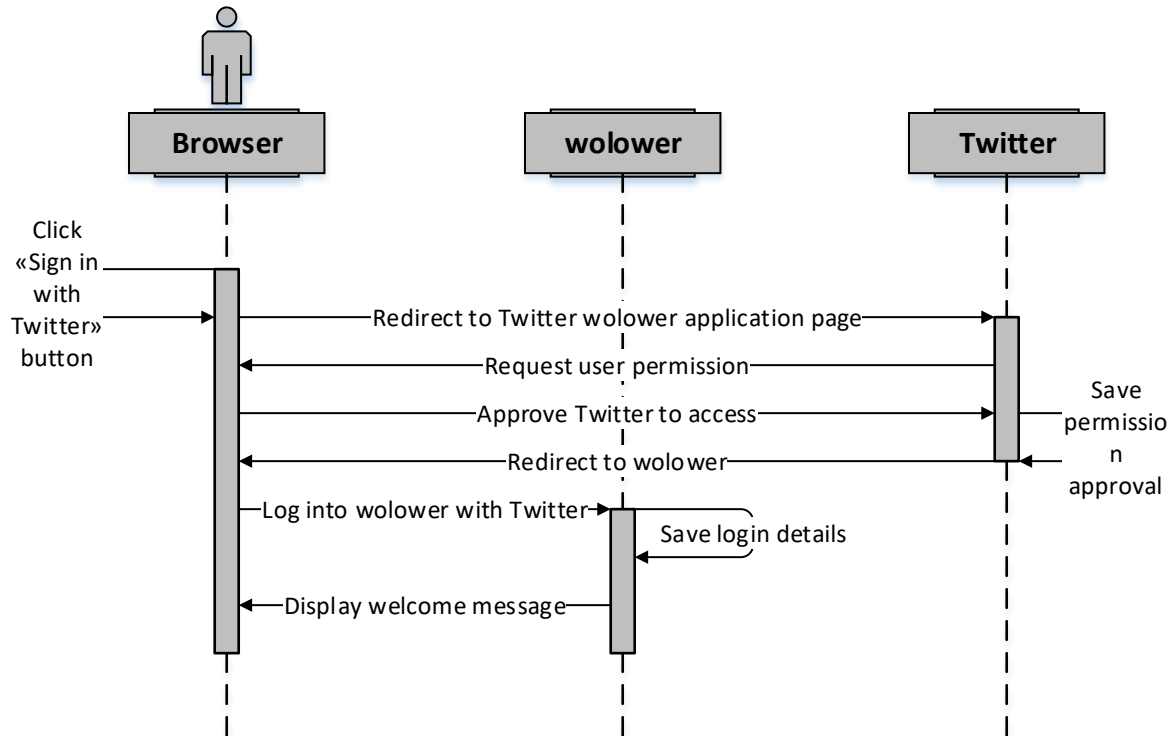 Browser
wolower
Twitter
Click
«Sign in
with
Twitter»
button
Redirect to Twitter wolower application page
Request user permission
Approve Twitter to access
Save
permissio
n
approval
Redirect to wolower
Log into wolower with Twitter
Save login details
Display welcome message